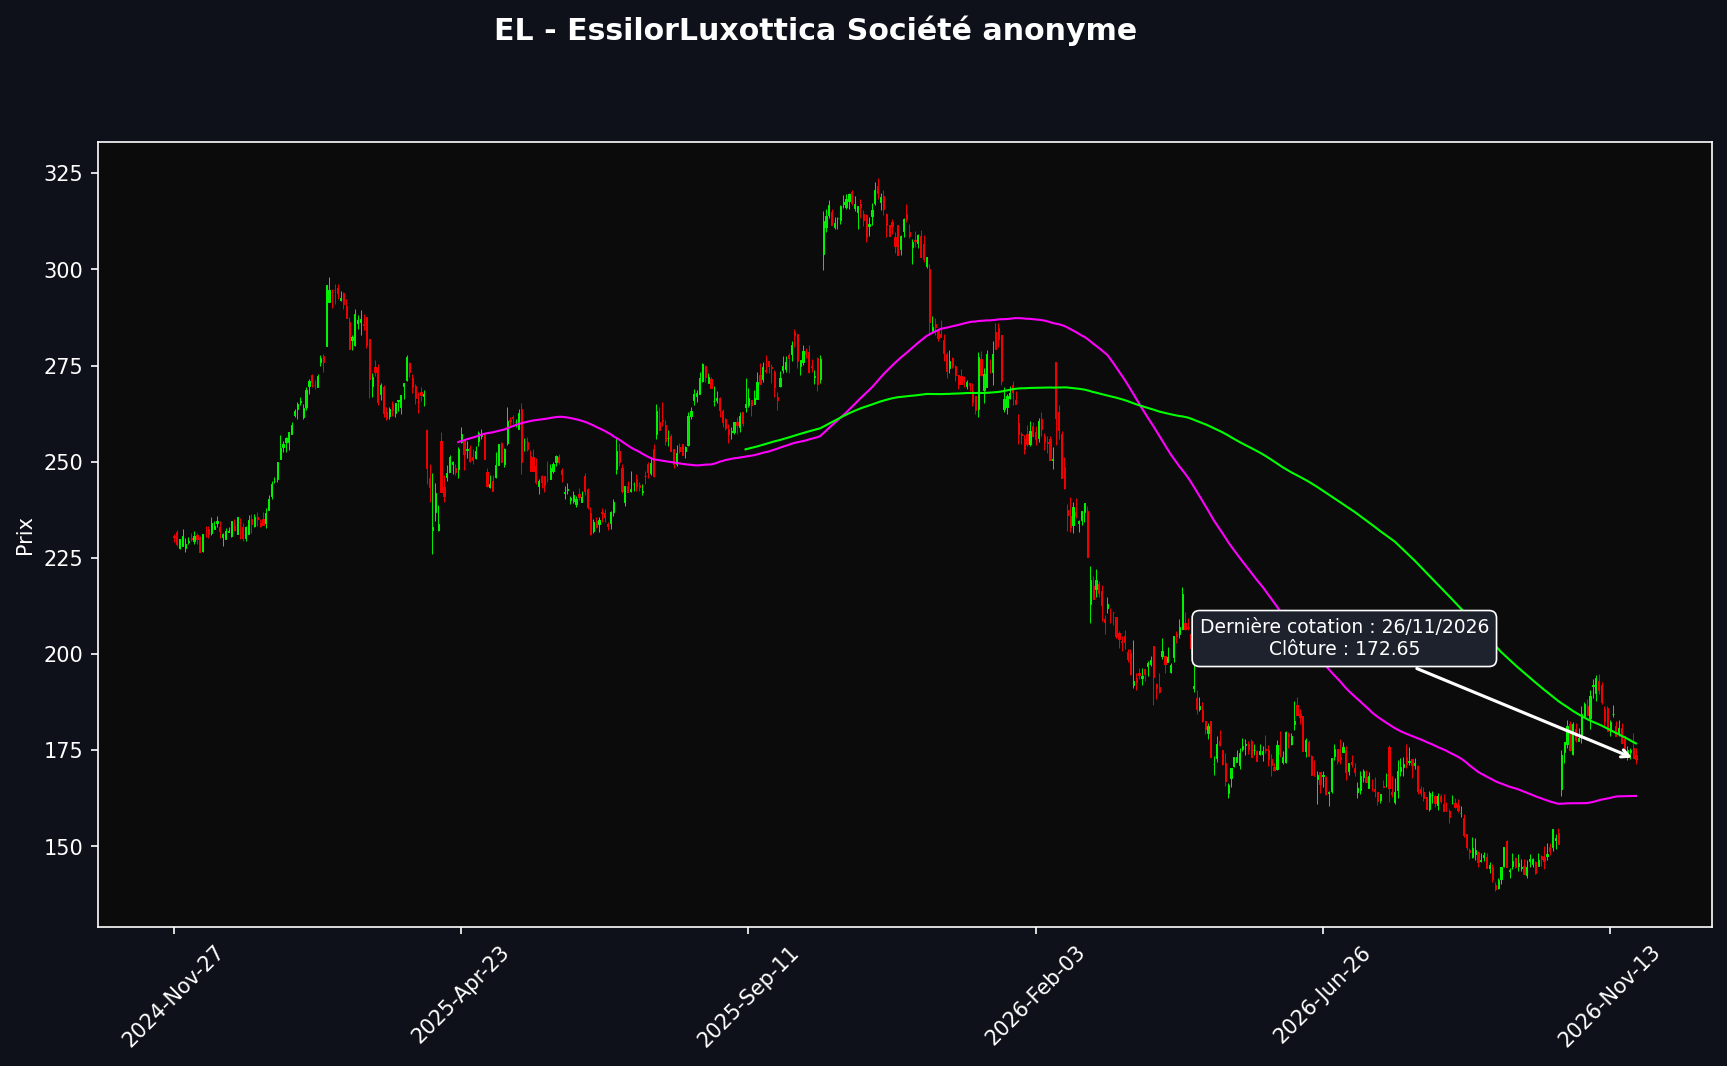 EL - EssilorLuxottica Société anonyme
325
300
275
250
225
200
175
150
Prix
Dernière cotation : 26/11/2026
Clôture : 172.65
2024-Nov-27
2025-Apr-23
2025-Sep-11
2026-Feb-03
2026-Jun-26
2026-Nov-13